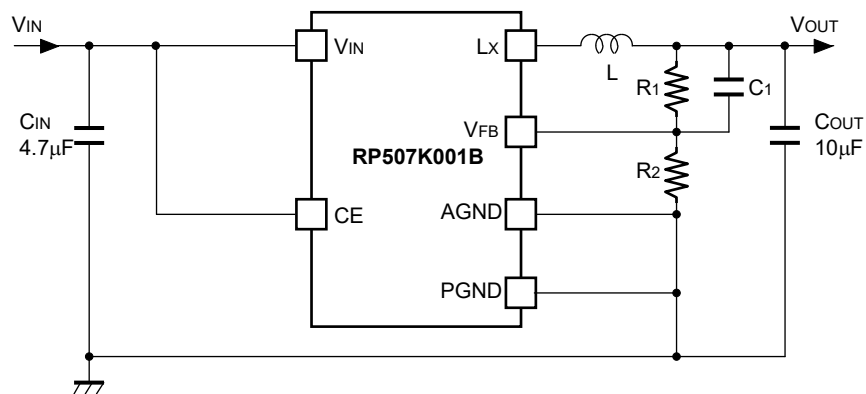 VIN
VIN
LX
VOUT
L
R1
C1
CIN
4.7μF
VFB
COUT
10μF
RP507K001B
R2
CE
AGND
PGND